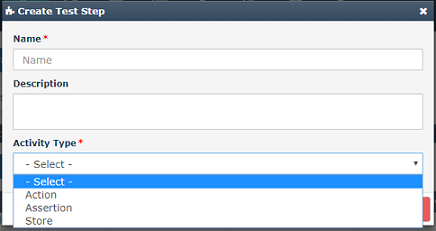 Create Test Step
Name *
Name
Description
Activity Type *
- Select -
- Select -
Action
Assertion
Store